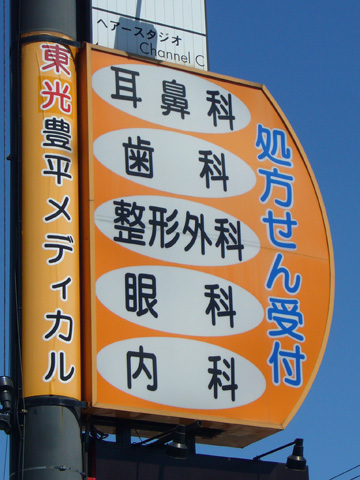 ヘアースタジオ
Channel C
東光豊平メディカル
耳鼻科
歯科
整形外科
眼科
内科
処方せん受付